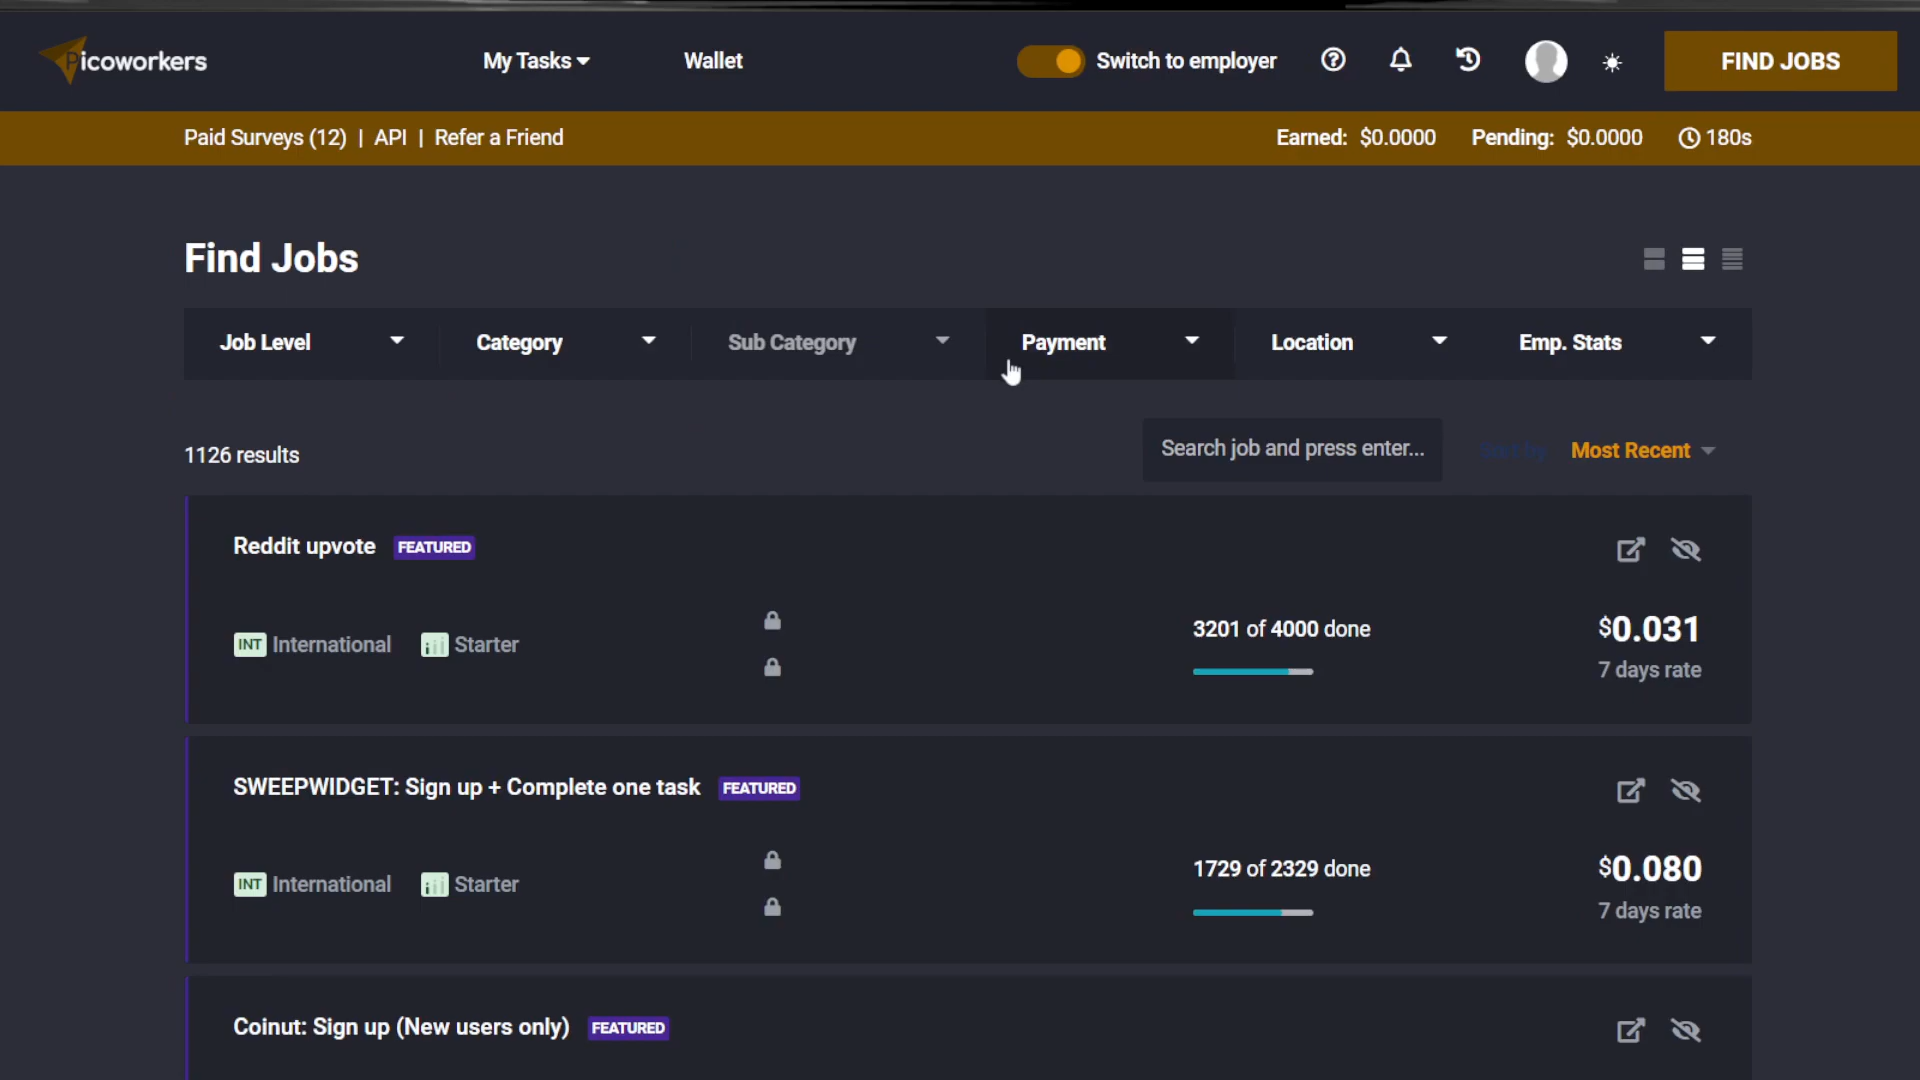 Picoworkers
My Tasks
Wallet
Switch to employer
FIND JOBS
Paid Surveys (12) | API | Refer a Friend
Earned: $0.0000
Pending: $0.0000
180s
Find Jobs
Job Level
Category
Sub Category
Payment
Location
Emp. Stats
1126 results
Search job and press enter...
Sort by
Most Recent
Reddit upvote
FEATURED
INT International
Starter
3201 of 4000 done
$0.031
7 days rate
SWEEPWIDGET: Sign up + Complete one task
FEATURED
INT International
Starter
1729 of 2329 done
$0.080
7 days rate
Coinut: Sign up (New users only)
FEATURED